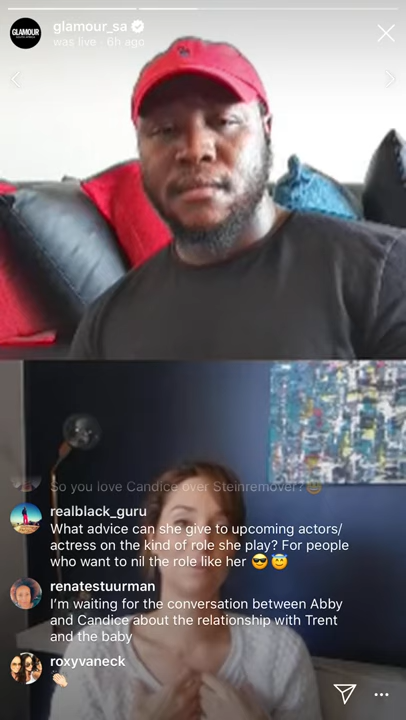 GLAMOUR
glamour_sa
was live · 6h ago
So you love Candice over Steinremover?😄
realblack_guru
What advice can she give to upcoming actors/
actress on the kind of role she play? For people
who want to nil the role like her 😎😇
renatestuurman
I'm waiting for the conversation between Abby
and Candice about the relationship with Trent
and the baby
roxyvaneck
👏🏻